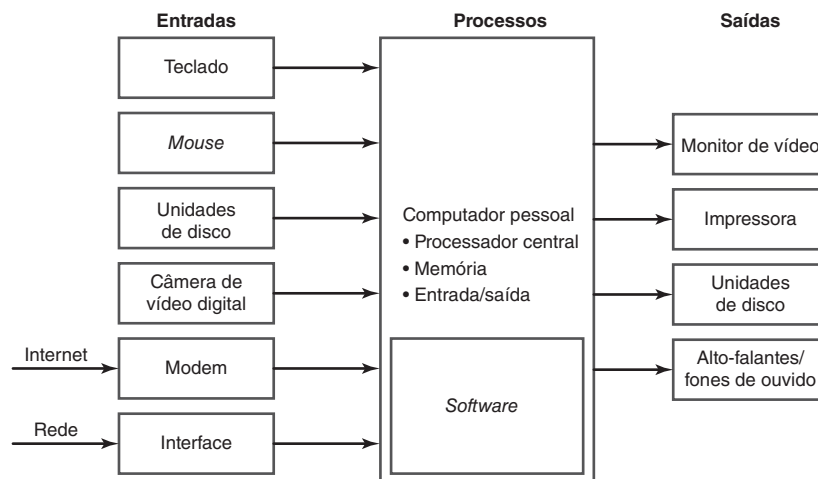 Entradas
Processos
Saídas
Teclado
Mouse
Unidades
de disco
Câmera de
vídeo digital
Internet
Modem
Rede
Interface
Computador pessoal
• Processador central
• Memória
• Entrada/saída
Software
Monitor de vídeo
Impressora
Unidades
de disco
Alto-falantes/
fones de ouvido